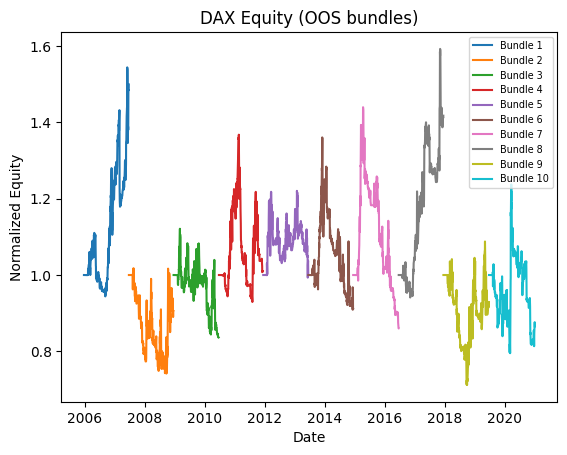 DAX Equity (OOS bundles)
Normalized Equity
1.6
1.4
1.2
1.0
0.8
Bundle 1
Bundle 2
Bundle 3
Bundle 4
Bundle 5
Bundle 6
Bundle 7
Bundle 8
Bundle 9
Bundle 10
2006 2008 2010 2012 2014 2016 2018 2020
Date